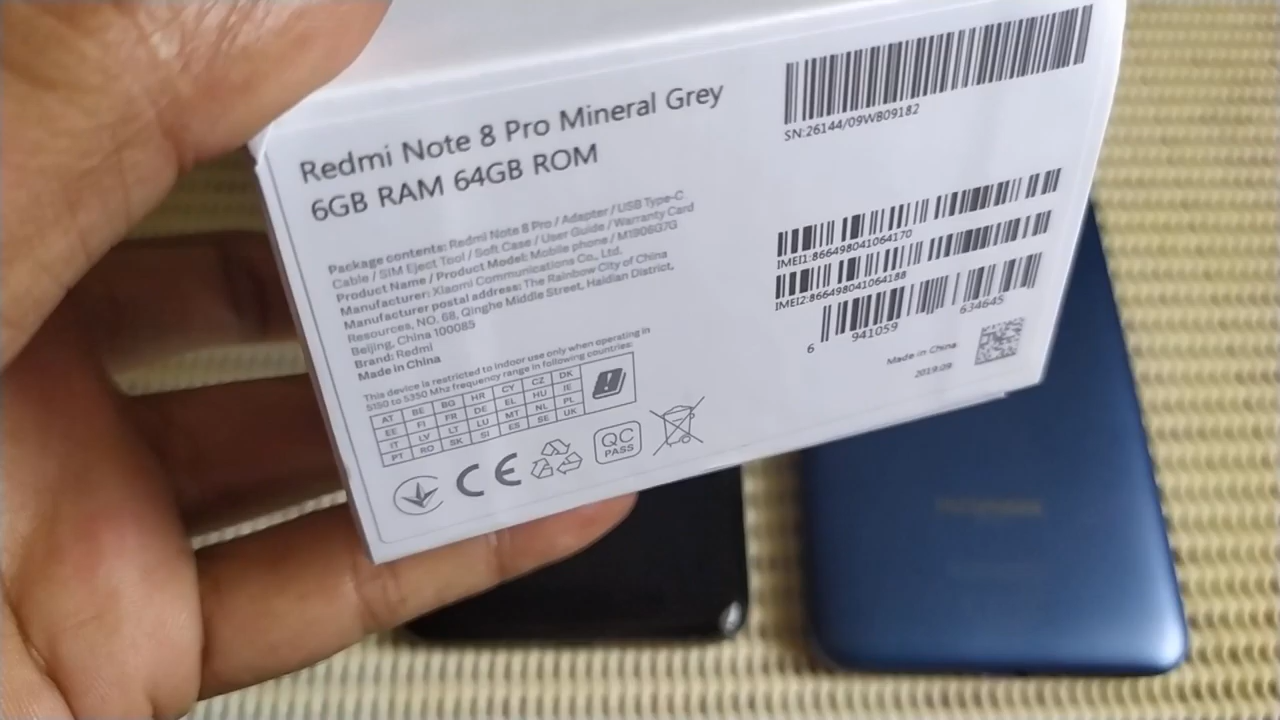 Redmi Note 8 Pro Mineral Grey
6GB RAM 64GB ROM
Package contents: Redmi Note 8 Pro / Adapter / USB Type-C
Cable / SIM Eject Tool / Soft Case / User Guide / Warranty Card
Product Name / Product Model: Mobile phone / M1906G7G
Manufacturer: Xiaomi Communications Co., Ltd.
Manufacturer postal address: The Rainbow City of China
Resources, NO. 68, Qinghe Middle Street, Haidian District,
Beijing, China 100085
Brand: Redmi
Made in China
This device is restricted to indoor use only when operating in
5150 to 5350 Mhz frequency range in following countries:
AT BE BG HR CY CZ DK
EE FI FR DE EL HU IE
IT LV LT LU MT NL PL
PT RO SK SI ES SE UK
CE
QC
PASS
SN:26144/09W809182
IMEI1:866498041064170
IMEI2:866498041064188
6 941059 634645
Made in China
2019.09